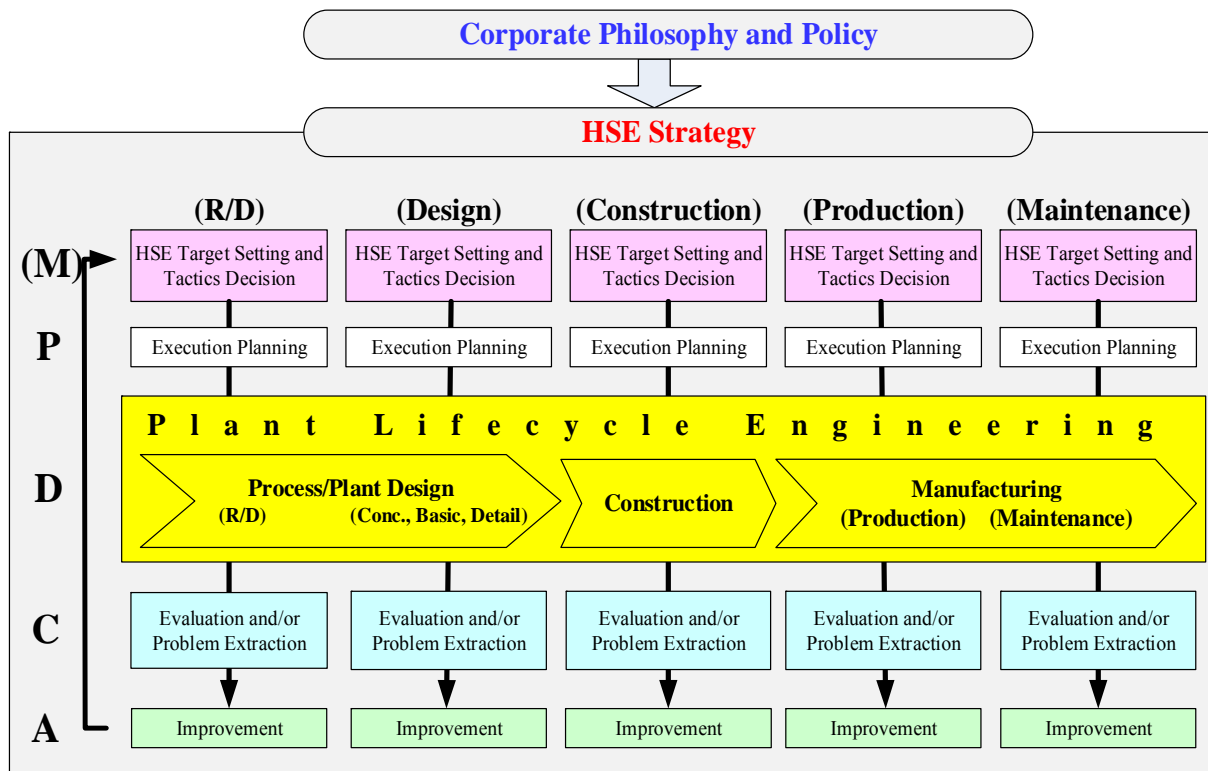 Corporate Philosophy and Policy
HSE Strategy
(R/D) (Design) (Construction) (Production) (Maintenance)
(M)
HSE Target Setting and
Tactics Decision
HSE Target Setting and
Tactics Decision
HSE Target Setting and
Tactics Decision
HSE Target Setting and
Tactics Decision
HSE Target Setting and
Tactics Decision
P
Execution Planning
Execution Planning
Execution Planning
Execution Planning
Execution Planning
Plant Lifecycle Engineering
D
Process/Plant Design
(R/D) (Conc., Basic, Detail)
Construction
Manufacturing
(Production) (Maintenance)
C
Evaluation and/or
Problem Extraction
Evaluation and/or
Problem Extraction
Evaluation and/or
Problem Extraction
Evaluation and/or
Problem Extraction
Evaluation and/or
Problem Extraction
A
Improvement
Improvement
Improvement
Improvement
Improvement